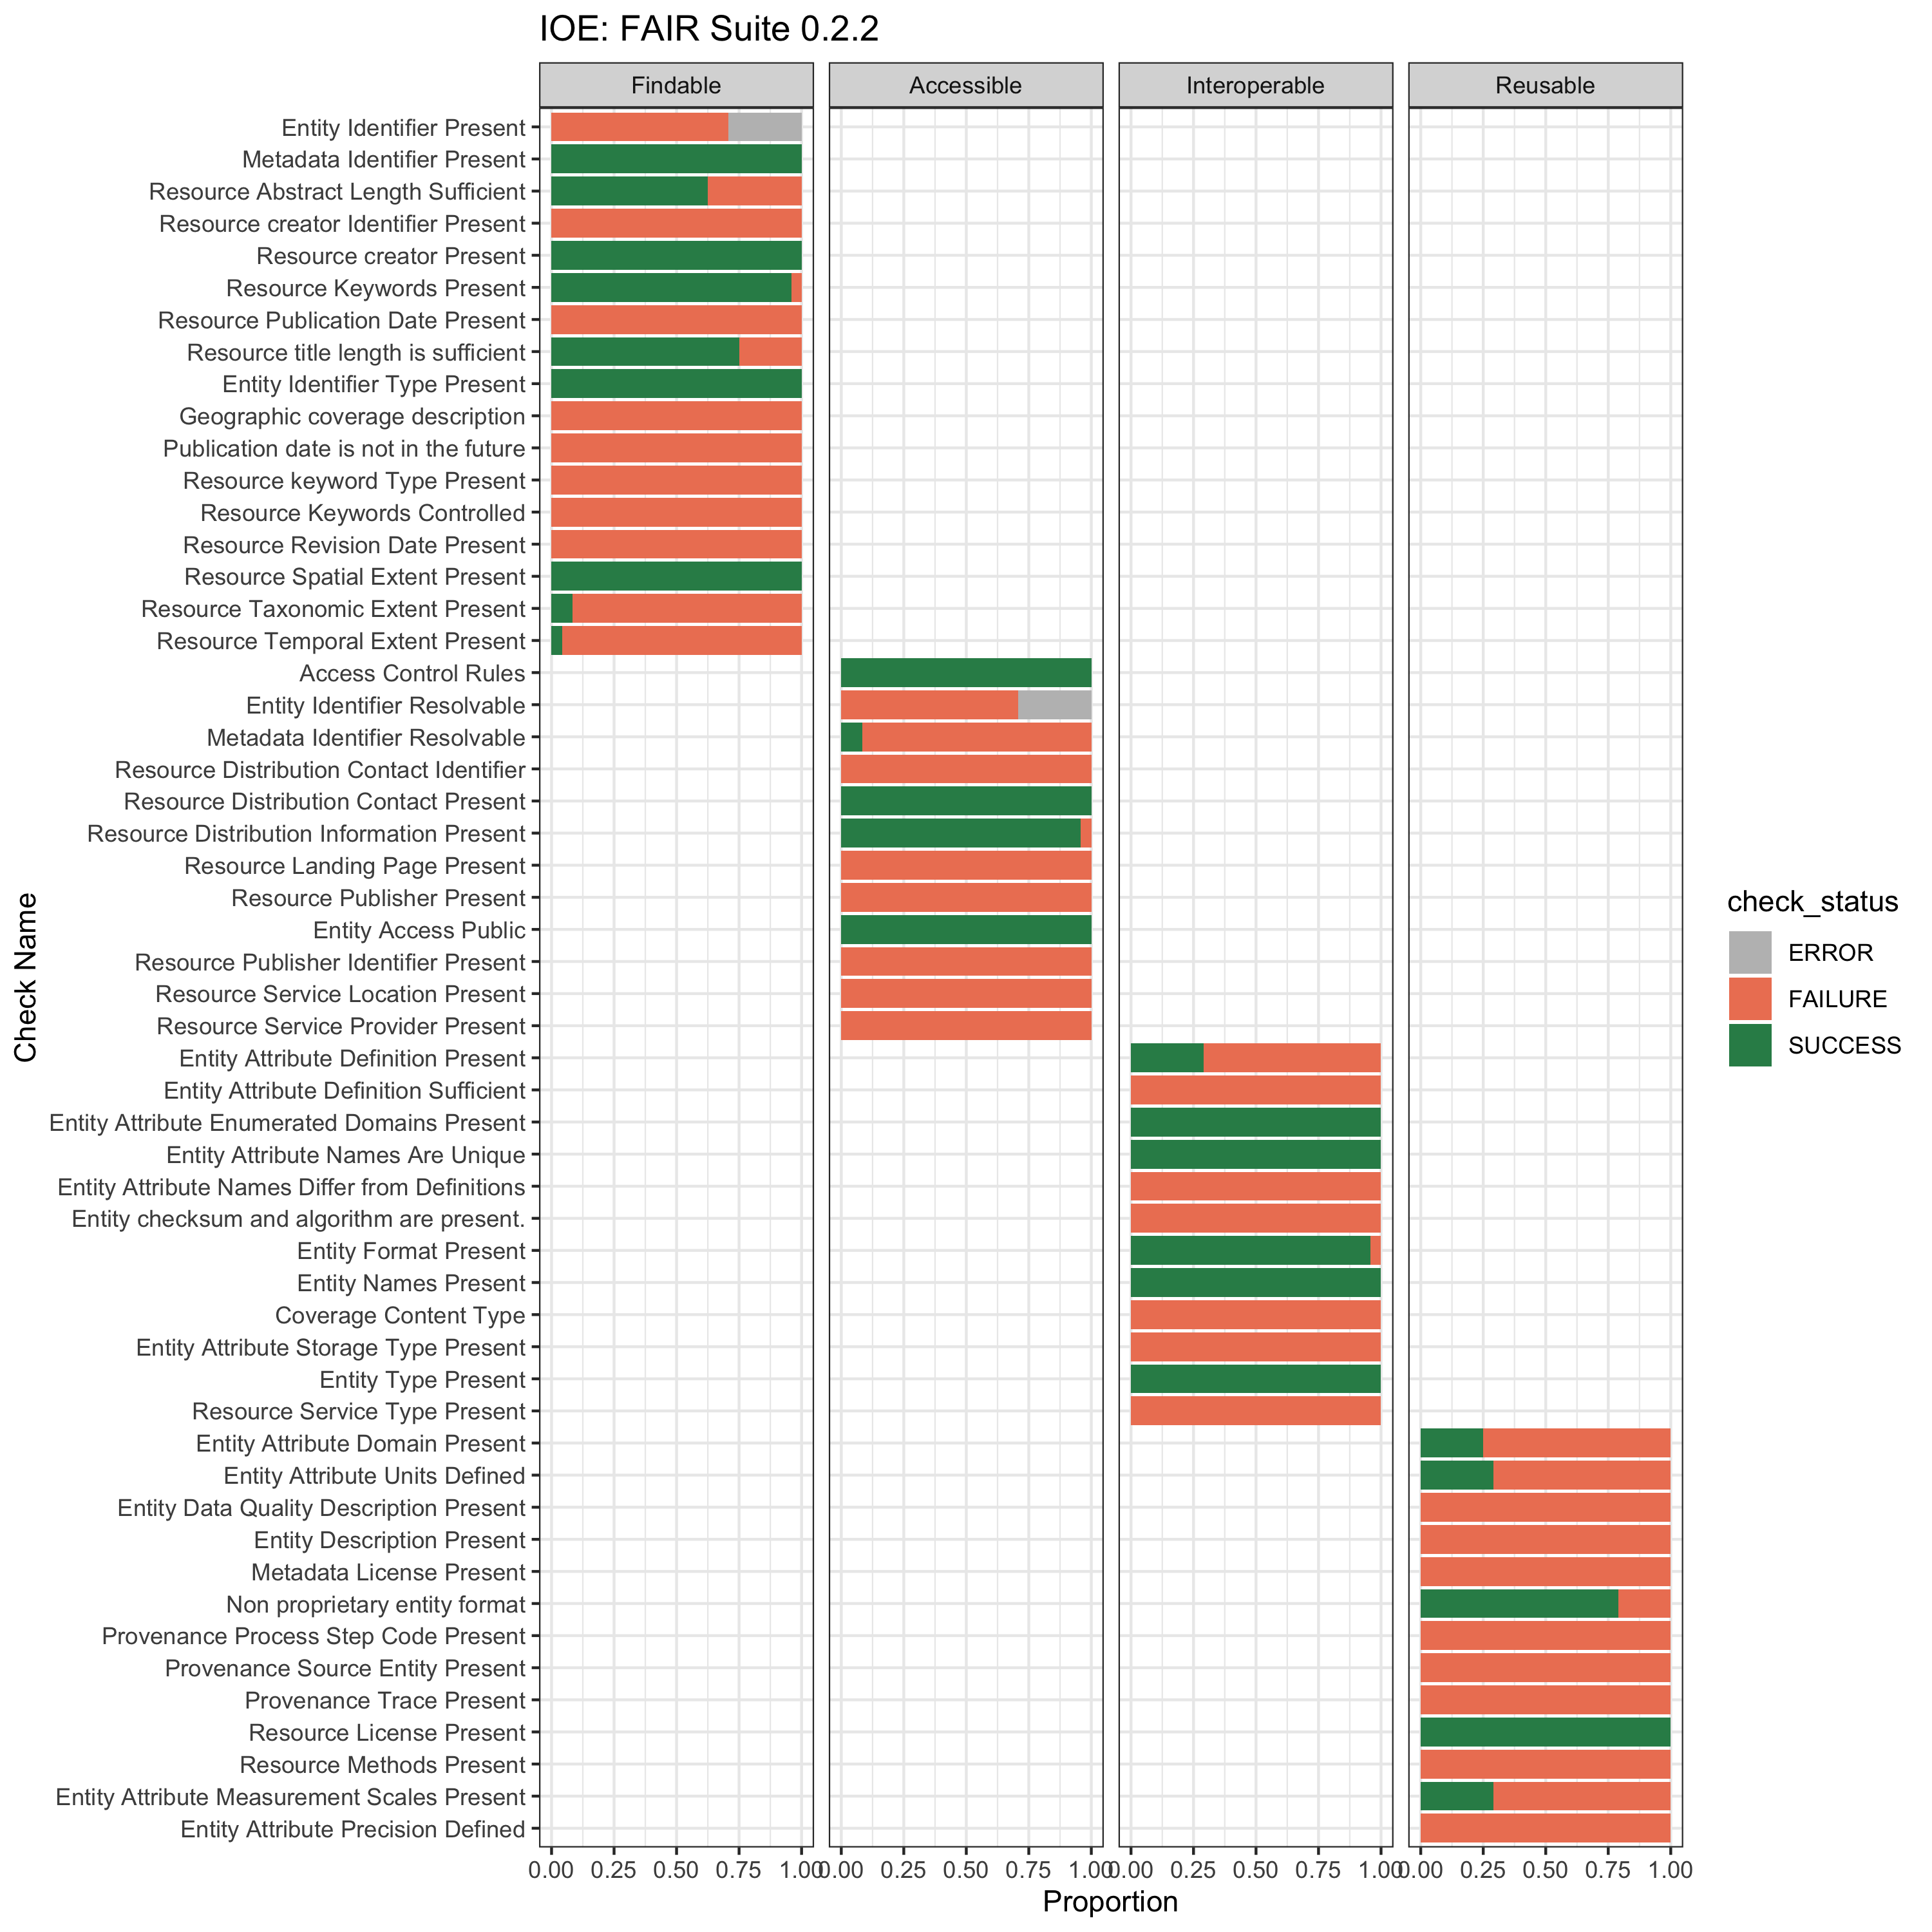 IOE: FAIR Suite 0.2.2
Findable Accessible Interoperable Reusable
Entity Identifier Present
Metadata Identifier Present
Resource Abstract Length Sufficient
Resource creator Identifier Present
Resource creator Present
Resource Keywords Present
Resource Publication Date Present
Resource title length is sufficient
Entity Identifier Type Present
Geographic coverage description
Publication date is not in the future
Resource keyword Type Present
Resource Keywords Controlled
Resource Revision Date Present
Resource Spatial Extent Present
Resource Taxonomic Extent Present
Resource Temporal Extent Present
Access Control Rules
Entity Identifier Resolvable
Metadata Identifier Resolvable
Resource Distribution Contact Identifier
Resource Distribution Contact Present
Resource Distribution Information Present
Resource Landing Page Present
Resource Publisher Present
Entity Access Public
Resource Publisher Identifier Present
Resource Service Location Present
Resource Service Provider Present
Entity Attribute Definition Present
Entity Attribute Definition Sufficient
Entity Attribute Enumerated Domains Present
Entity Attribute Names Are Unique
Entity Attribute Names Differ from Definitions
Entity checksum and algorithm are present.
Entity Format Present
Entity Names Present
Coverage Content Type
Entity Attribute Storage Type Present
Entity Type Present
Resource Service Type Present
Entity Attribute Domain Present
Entity Attribute Units Defined
Entity Data Quality Description Present
Entity Description Present
Metadata License Present
Non proprietary entity format
Provenance Process Step Code Present
Provenance Source Entity Present
Provenance Trace Present
Resource License Present
Resource Methods Present
Entity Attribute Measurement Scales Present
Entity Attribute Precision Defined
Check Name
0.00 0.25 0.50 0.75 1.00 0.00 0.25 0.50 0.75 1.00 0.00 0.25 0.50 0.75 1.00 0.00 0.25 0.50 0.75 1.00
Proportion
check_status
ERROR
FAILURE
SUCCESS